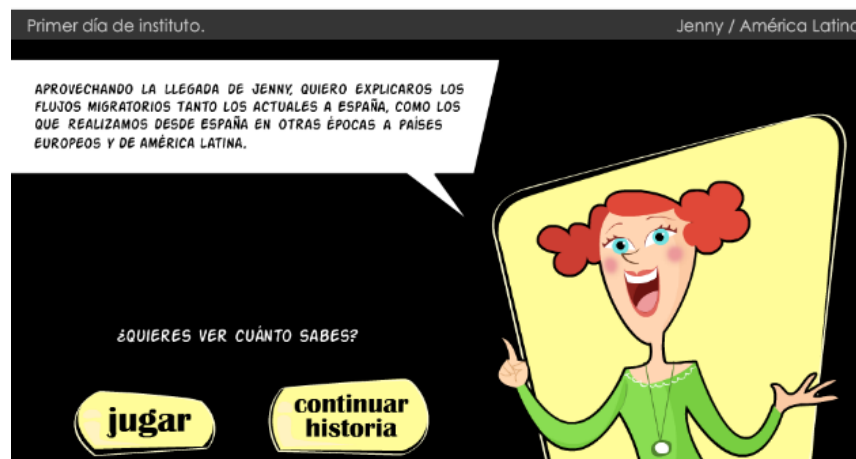 Primer día de instituto.
Jenny / América Latina
APROVECHANDO LA LLEGADA DE JENNY, QUIERO EXPLICAROS LOS
FLUJOS MIGRATORIOS TANTO LOS ACTUALES A ESPAÑA, COMO LOS
QUE REALIZAMOS DESDE ESPAÑA EN OTRAS ÉPOCAS A PAÍSES
EUROPEOS Y DE AMÉRICA LATINA.
¿QUIERES VER CUÁNTO SABES?
jugar
continuar
historia